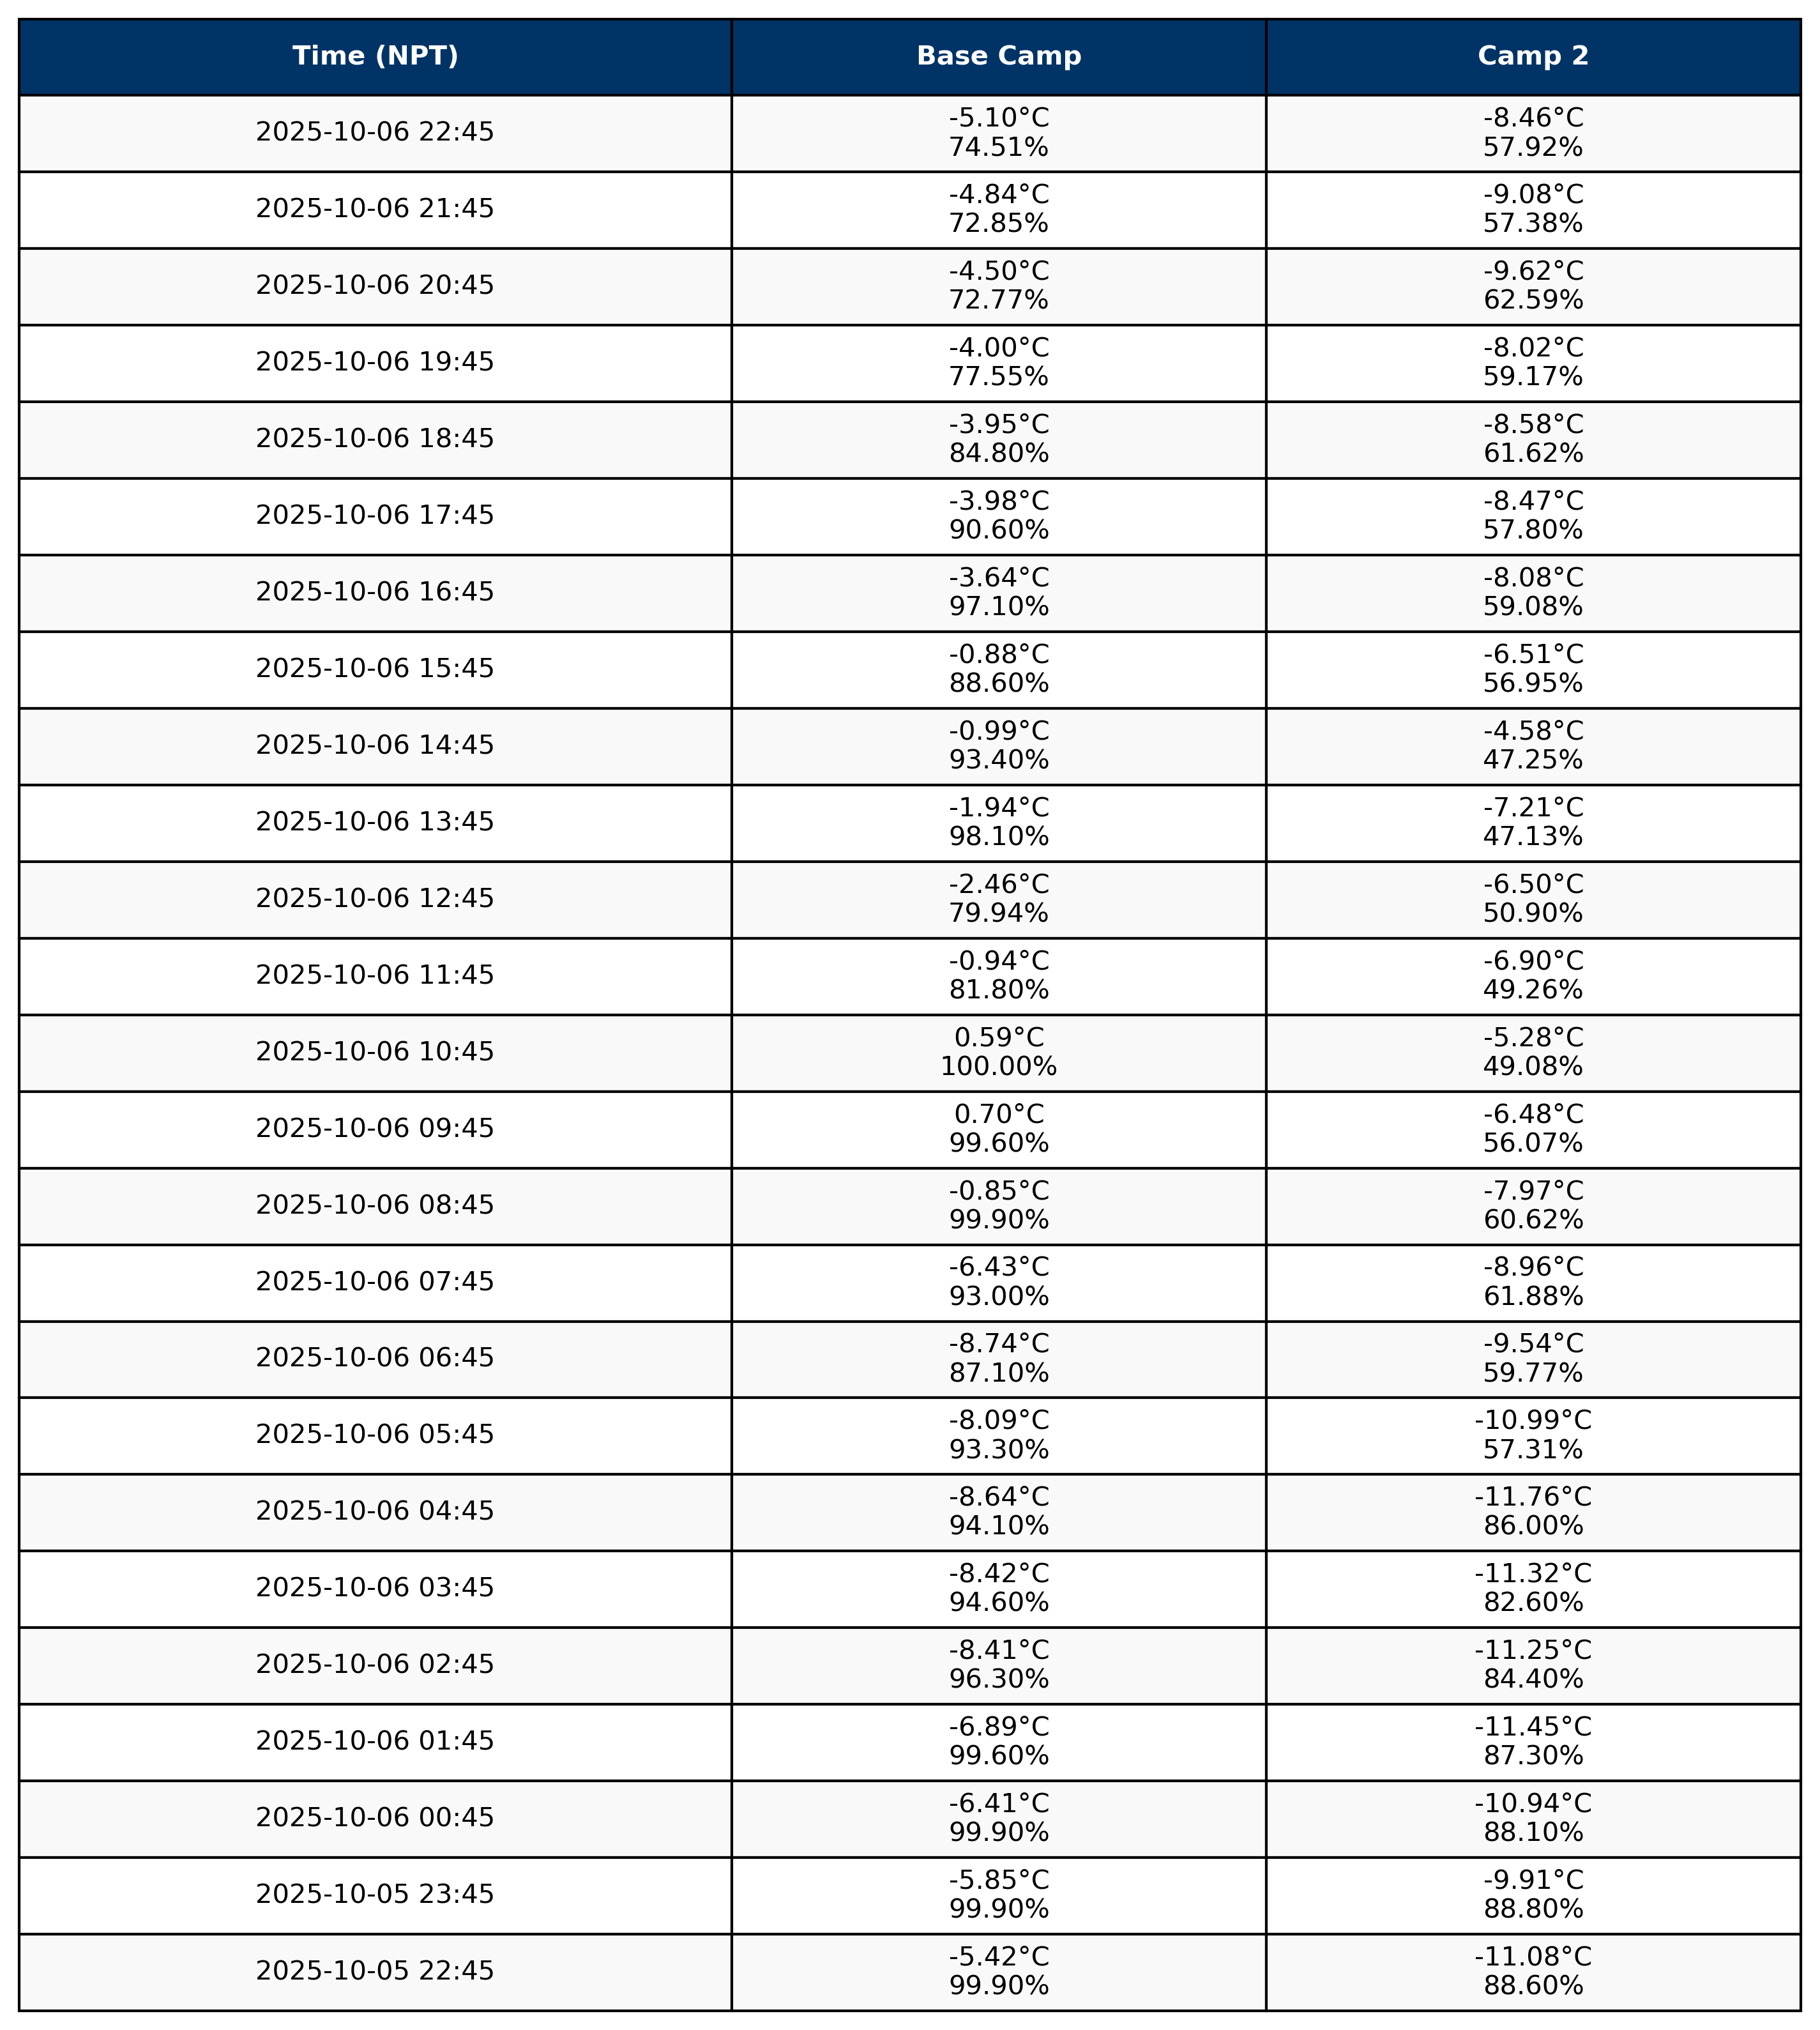 Time (NPT) Base Camp Camp 2
2025-10-06 22:45 -5.10°C -8.46°C
74.51% 57.92%
2025-10-06 21:45 -4.84°C -9.08°C
72.85% 57.38%
2025-10-06 20:45 -4.50°C -9.62°C
72.77% 62.59%
2025-10-06 19:45 -4.00°C -8.02°C
77.55% 59.17%
2025-10-06 18:45 -3.95°C -8.58°C
84.80% 61.62%
2025-10-06 17:45 -3.98°C -8.47°C
90.60% 57.80%
2025-10-06 16:45 -3.64°C -8.08°C
97.10% 59.08%
2025-10-06 15:45 -0.88°C -6.51°C
88.60% 56.95%
2025-10-06 14:45 -0.99°C -4.58°C
93.40% 47.25%
2025-10-06 13:45 -1.94°C -7.21°C
98.10% 47.13%
2025-10-06 12:45 -2.46°C -6.50°C
79.94% 50.90%
2025-10-06 11:45 -0.94°C -6.90°C
81.80% 49.26%
2025-10-06 10:45 0.59°C -5.28°C
100.00% 49.08%
2025-10-06 09:45 0.70°C -6.48°C
99.60% 56.07%
2025-10-06 08:45 -0.85°C -7.97°C
99.90% 60.62%
2025-10-06 07:45 -6.43°C -8.96°C
93.00% 61.88%
2025-10-06 06:45 -8.74°C -9.54°C
87.10% 59.77%
2025-10-06 05:45 -8.09°C -10.99°C
93.30% 57.31%
2025-10-06 04:45 -8.64°C -11.76°C
94.10% 86.00%
2025-10-06 03:45 -8.42°C -11.32°C
94.60% 82.60%
2025-10-06 02:45 -8.41°C -11.25°C
96.30% 84.40%
2025-10-06 01:45 -6.89°C -11.45°C
99.60% 87.30%
2025-10-06 00:45 -6.41°C -10.94°C
99.90% 88.10%
2025-10-05 23:45 -5.85°C -9.91°C
99.90% 88.80%
2025-10-05 22:45 -5.42°C -11.08°C
99.90% 88.60%